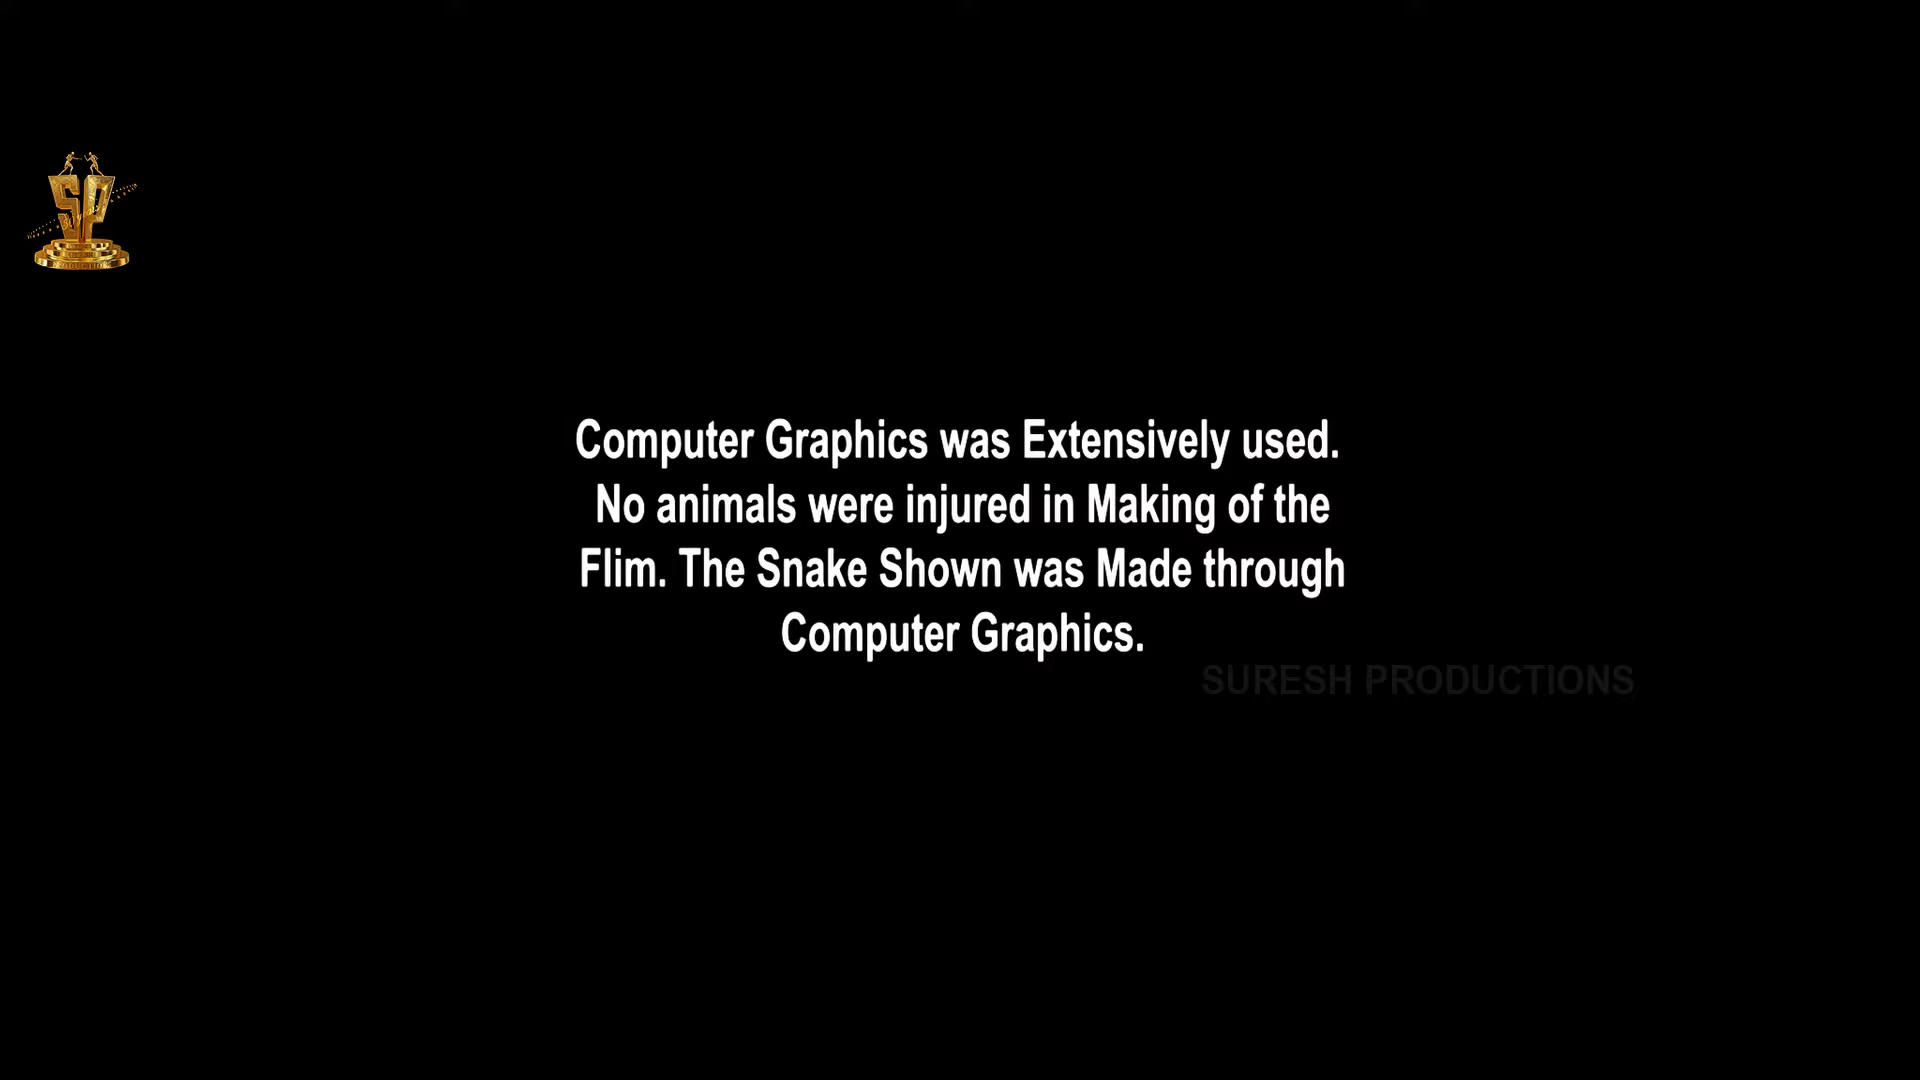 SP
Computer Graphics was Extensively used.
No animals were injured in Making of the
Flim. The Snake Shown was Made through
Computer Graphics.
SURESH PRODUCTIONS